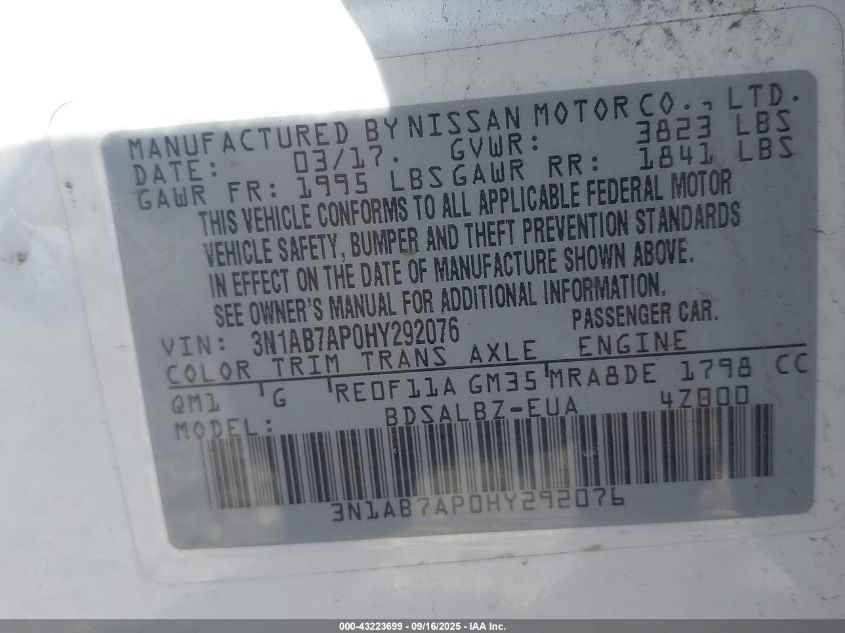 MANUFACTURED BY NISSAN MOTOR CO., LTD.
DATE: 03/17. GVWR: 3823 LBS
GAWR FR: 1995 LBS GAWR RR: 1841 LBS
THIS VEHICLE CONFORMS TO ALL APPLICABLE FEDERAL MOTOR
VEHICLE SAFETY, BUMPER AND THEFT PREVENTION STANDARDS
IN EFFECT ON THE DATE OF MANUFACTURE SHOWN ABOVE.
SEE OWNER'S MANUAL FOR ADDITIONAL INFORMATION.
VIN: 3N1AB7AP0HY292076 PASSENGER CAR.
COLOR TRIM TRANS AXLE ENGINE
QM1 G RE0F11A GM35 MRA8DE 1798 CC
MODEL: BDSALBZ-EUA 4Z000
3N1AB7AP0HY292076
000-43223699 - 09/16/2025 - IAA Inc.